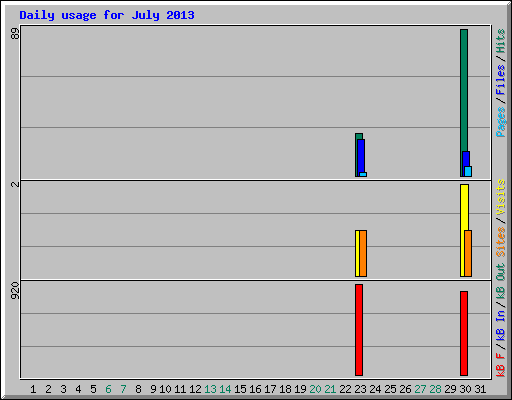 Daily usage for July 2013
89
Pages / Files / Hits
2
Sites / Visits
920
kB F / kB In / kB Out
1 2 3 4 5 6 7 8 9 10 11 12 13 14 15 16 17 18 19 20 21 22 23 24 25 26 27 28 29 30 31